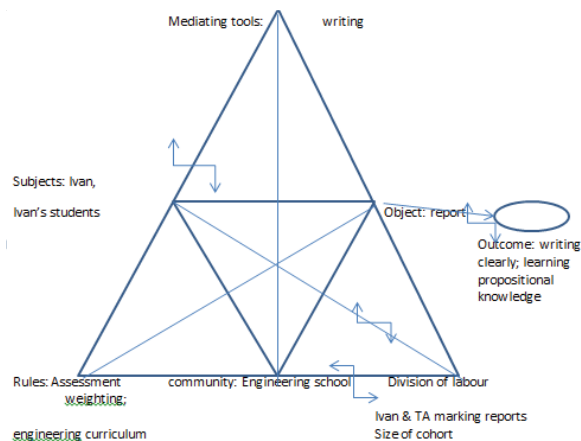 Mediating tools: writing
Subjects: Ivan,
Ivan's students
Object: report
Outcome: writing
clearly; learning
propositional
knowledge
Rules: Assessment
weighting;
engineering curriculum
community: Engineering school
Division of labour
Ivan & TA marking reports
Size of cohort